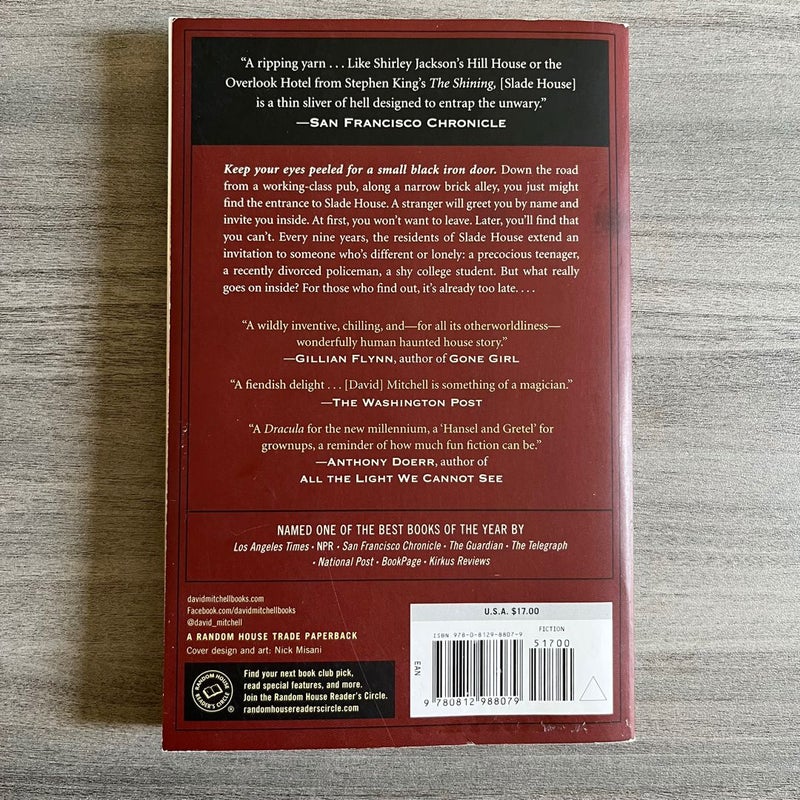 “A ripping yarn . . . Like Shirley Jackson’s Hill House or the
Overlook Hotel from Stephen King’s The Shining, [Slade House]
is a thin sliver of hell designed to entrap the unwary.”
—SAN FRANCISCO CHRONICLE
Keep your eyes peeled for a small black iron door. Down the road
from a working-class pub, along a narrow brick alley, you just might
find the entrance to Slade House. A stranger will greet you by name and
invite you inside. At first, you won’t want to leave. Later, you’ll find that
you can’t. Every nine years, the residents of Slade House extend an
invitation to someone who’s different or lonely: a precocious teenager,
a recently divorced policeman, a shy college student. But what really
goes on inside? For those who find out, it’s already too late. . . .
“A wildly inventive, chilling, and—for all its otherworldliness—
wonderfully human haunted house story.”
—GILLIAN FLYNN, author of GONE GIRL
“A fiendish delight . . . [David] Mitchell is something of a magician.”
—THE WASHINGTON POST
“A Dracula for the new millennium, a ‘Hansel and Gretel’ for
grownups, a reminder of how much fun fiction can be.”
—ANTHONY DOERR, author of
ALL THE LIGHT WE CANNOT SEE
NAMED ONE OF THE BEST BOOKS OF THE YEAR BY
Los Angeles Times • NPR • San Francisco Chronicle • The Guardian • The Telegraph
• National Post • BookPage • Kirkus Reviews
davidmitchellbooks.com
Facebook.com/davidmitchellbooks
@david_mitchell
A RANDOM HOUSE TRADE PAPERBACK
Cover design and art: Nick Misani
RANDOM HOUSE READER'S CIRCLE ®
Find your next book club pick,
read special features, and more.
Join the Random House Reader’s Circle.
randomhousereaderscircle.com
U.S.A. $17.00
ISBN 978-0-8129-8807-9
FICTION
51700
EAN
9 780812 988079